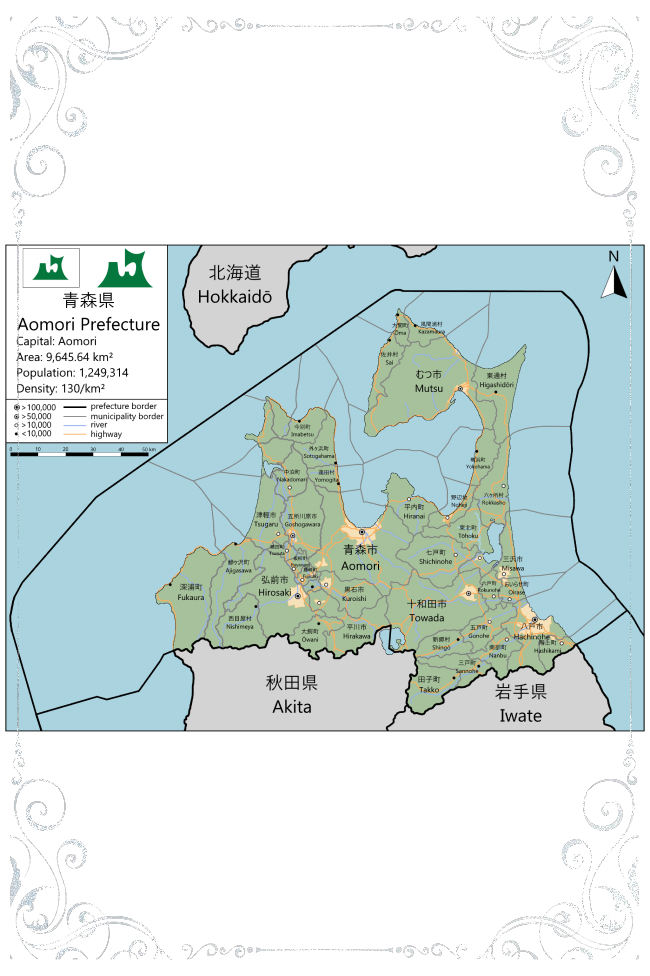 青森県
Aomori Prefecture
Capital: Aomori
Area: 9,645.64 km²
Population: 1,249,314
Density: 130/km²
>100,000
>50,000
>10,000
<10,000
prefecture border
municipality border
river
highway
0 10 20 30 40 50 km
N
北海道
Hokkaidō
大間町
Oma
風間浦村
Kazamaura
佐井村
Sai
むつ市
Mutsu
東通村
Higashidōri
今別町
Imabetsu
外ヶ浜町
Sotogahama
中泊町
Nakadomari
蓬田村
Yomogita
横浜町
Yokohama
六ヶ所村
Rokkasho
平内町
Hiranai
野辺地
Noheji
津軽市
Tsugaru
五所川原市
Goshogawara
東北町
Tōhoku
青森市
Aomori
七戸町
Shichinohe
三沢市
Misawa
鰺ヶ沢町
Ajigasawa
深浦町
Fukaura
弘前市
Hirosaki
黒石市
Kuroishi
六戸町
Rokunohe
おいらせ町
Oirase
十和田市
Towada
西目屋村
Nishimeya
大鰐町
Ōwani
平川市
Hirakawa
五戸町
Gonohe
八戸市
Hachinohe
新郷村
Shingō
南部町
Nanbu
階上町
Hashikami
三戸町
Sannohe
田子町
Takko
秋田県
Akita
岩手県
Iwate